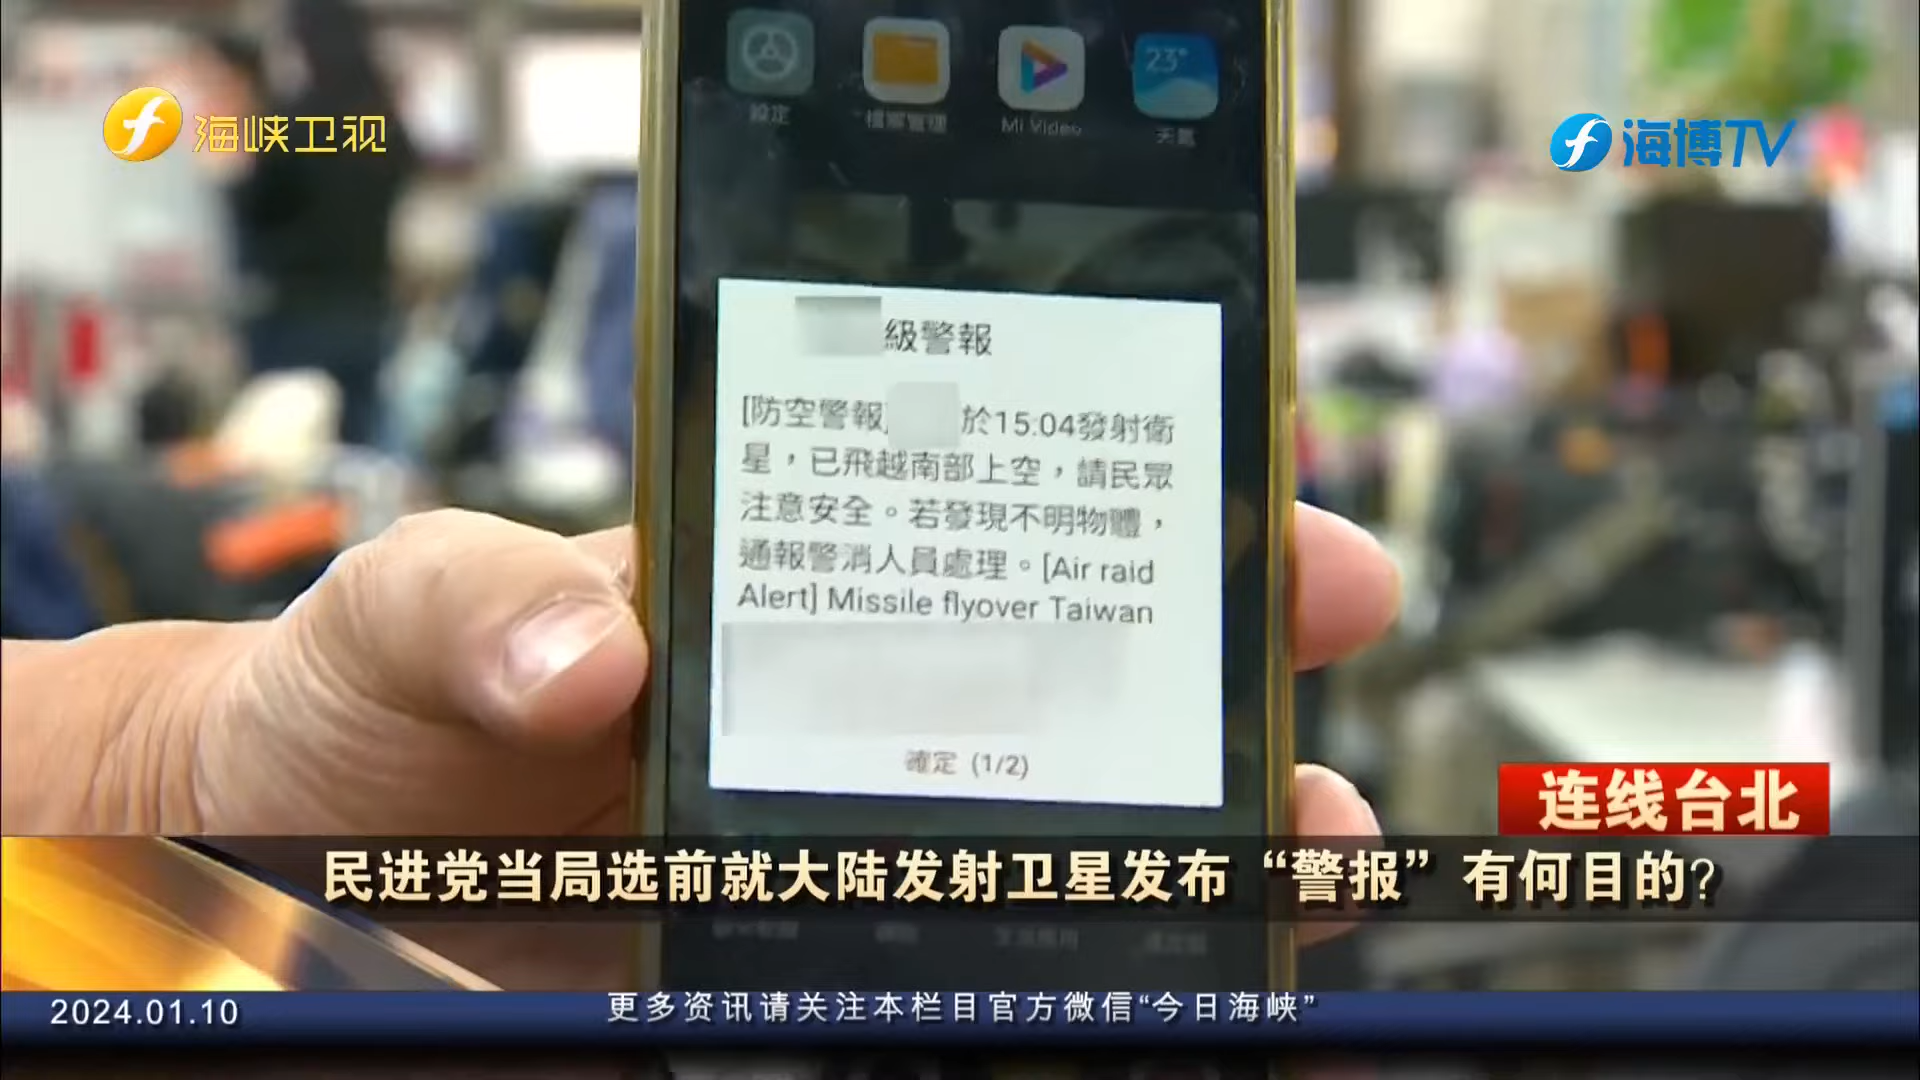 海峡卫视
海博TV
設定
檔案管理
Mi Video
天氣
23°
級警報
[防空警報]
於15:04發射衛
星，已飛越南部上空，請民眾
注意安全。若發現不明物體，
通報警消人員處理。[Air raid
Alert] Missile flyover Taiwan
確定 (1/2)
连线台北
民进党当局选前就大陆发射卫星发布“警报”有何目的?
2024.01.10
更多资讯请关注本栏目官方微信“今日海峡”